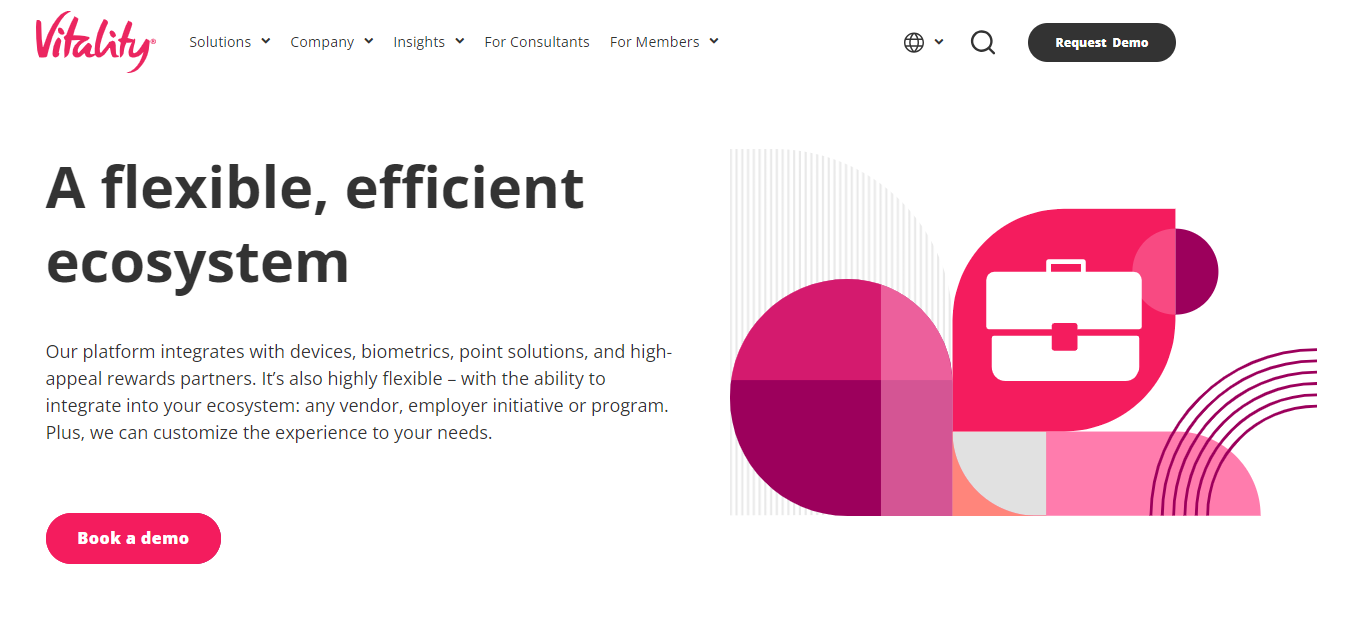 Vitality®
Solutions
Company
Insights
For Consultants
For Members
Request Demo
A flexible, efficient
ecosystem
Our platform integrates with devices, biometrics, point solutions, and high-
appeal rewards partners. It’s also highly flexible – with the ability to
integrate into your ecosystem: any vendor, employer initiative or program.
Plus, we can customize the experience to your needs.
Book a demo